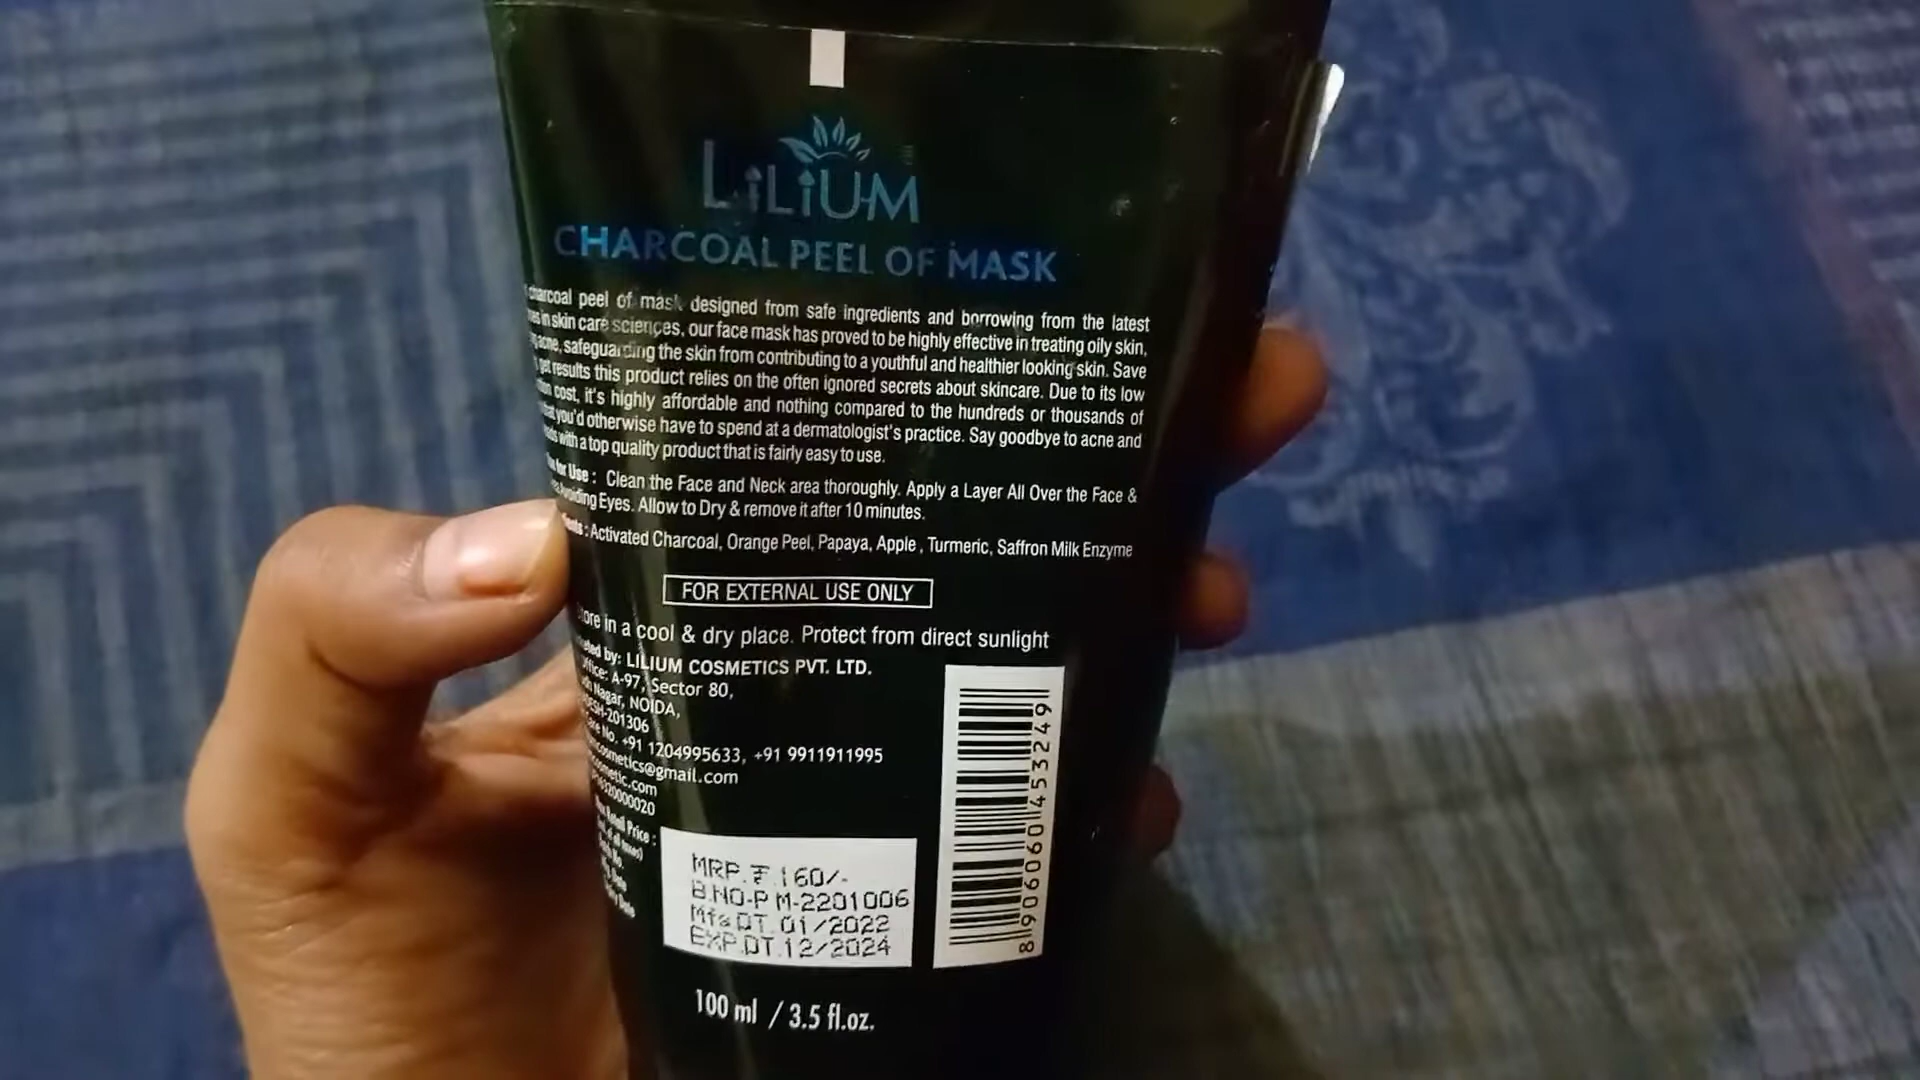 LiLiUM
CHARCOAL PEEL OF MASK
charcoal peel of mask designed from safe ingredients and borrowing from the latest
in skin care sciences, our face mask has proved to be highly effective in treating oily skin,
acne, safeguarding the skin from contributing to a youthful and healthier looking skin. Save
get results this product relies on the often ignored secrets about skincare. Due to its low
cost, it's highly affordable and nothing compared to the hundreds or thousands of
you'd otherwise have to spend at a dermatologist's practice. Say goodbye to acne and
with a top quality product that is fairly easy to use.
for Use : Clean the Face and Neck area thoroughly. Apply a Layer All Over the Face &
Avoiding Eyes. Allow to Dry & remove it after 10 minutes.
: Activated Charcoal, Orange Peel, Papaya, Apple , Turmeric, Saffron Milk Enzyme
FOR EXTERNAL USE ONLY
in a cool & dry place. Protect from direct sunlight
by: LILIUM COSMETICS PVT. LTD.
Office: A-97, Sector 80,
Nagar, NOIDA,
-201306
No. +91 1204995633, +91 9911911995
cosmetics@gmail.com
cosmetic.com
Retail Price :
MRP.₹.160/-
B.NO-P M-2201006
Mfg DT. 01/2022
EXP.DT.12/2024
8906060453249
100 ml / 3.5 fl.oz.